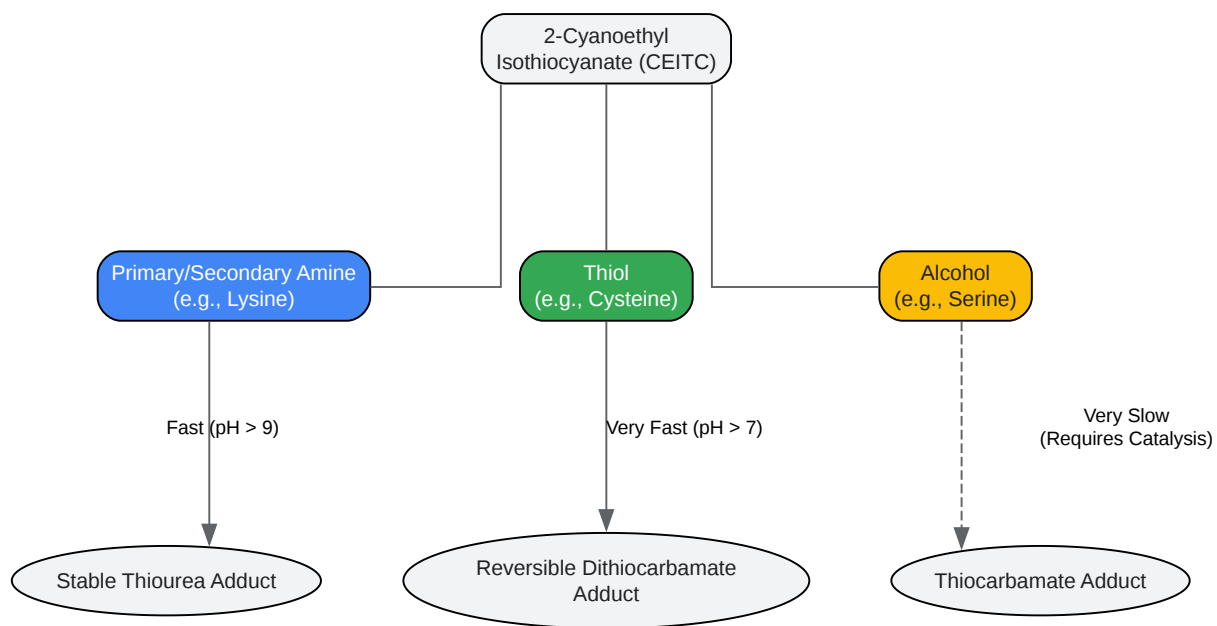 2-Cyanoethyl
Isothiocyanate (CEITC)
Primary/Secondary Amine
(e.g., Lysine)
Thiol
(e.g., Cysteine)
Alcohol
(e.g., Serine)
Fast (pH > 9)
Very Fast (pH > 7)
Very Slow
(Requires Catalysis)
Stable Thiourea Adduct
Reversible Dithiocarbamate
Adduct
Thiocarbamate Adduct